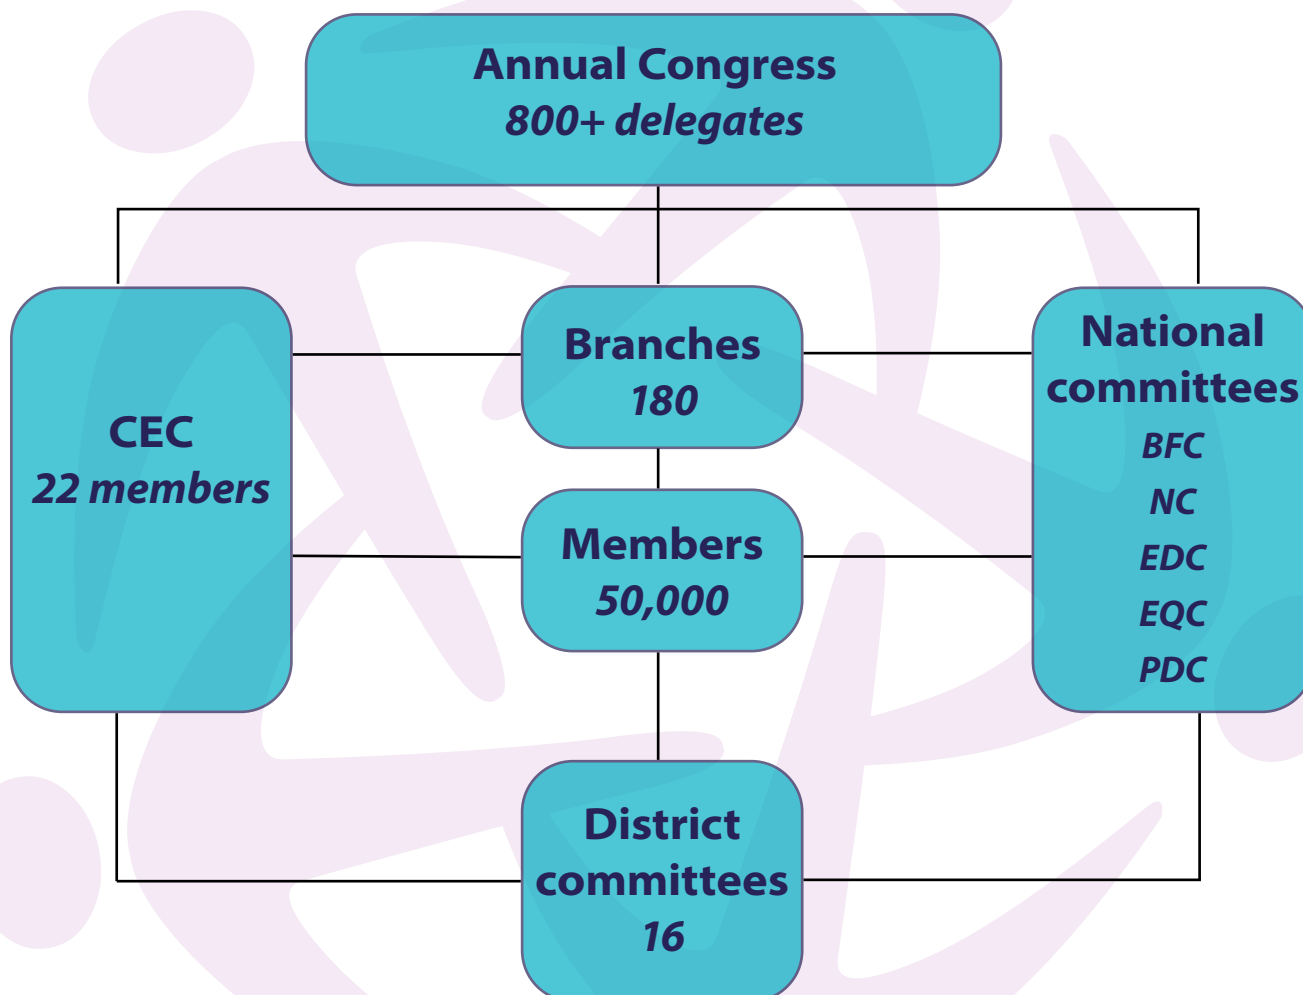 Annual Congress
800+ delegates
CEC
22 members
Branches
180
Members
50,000
National
committees
BFC
NC
EDC
EQC
PDC
District
committees
16